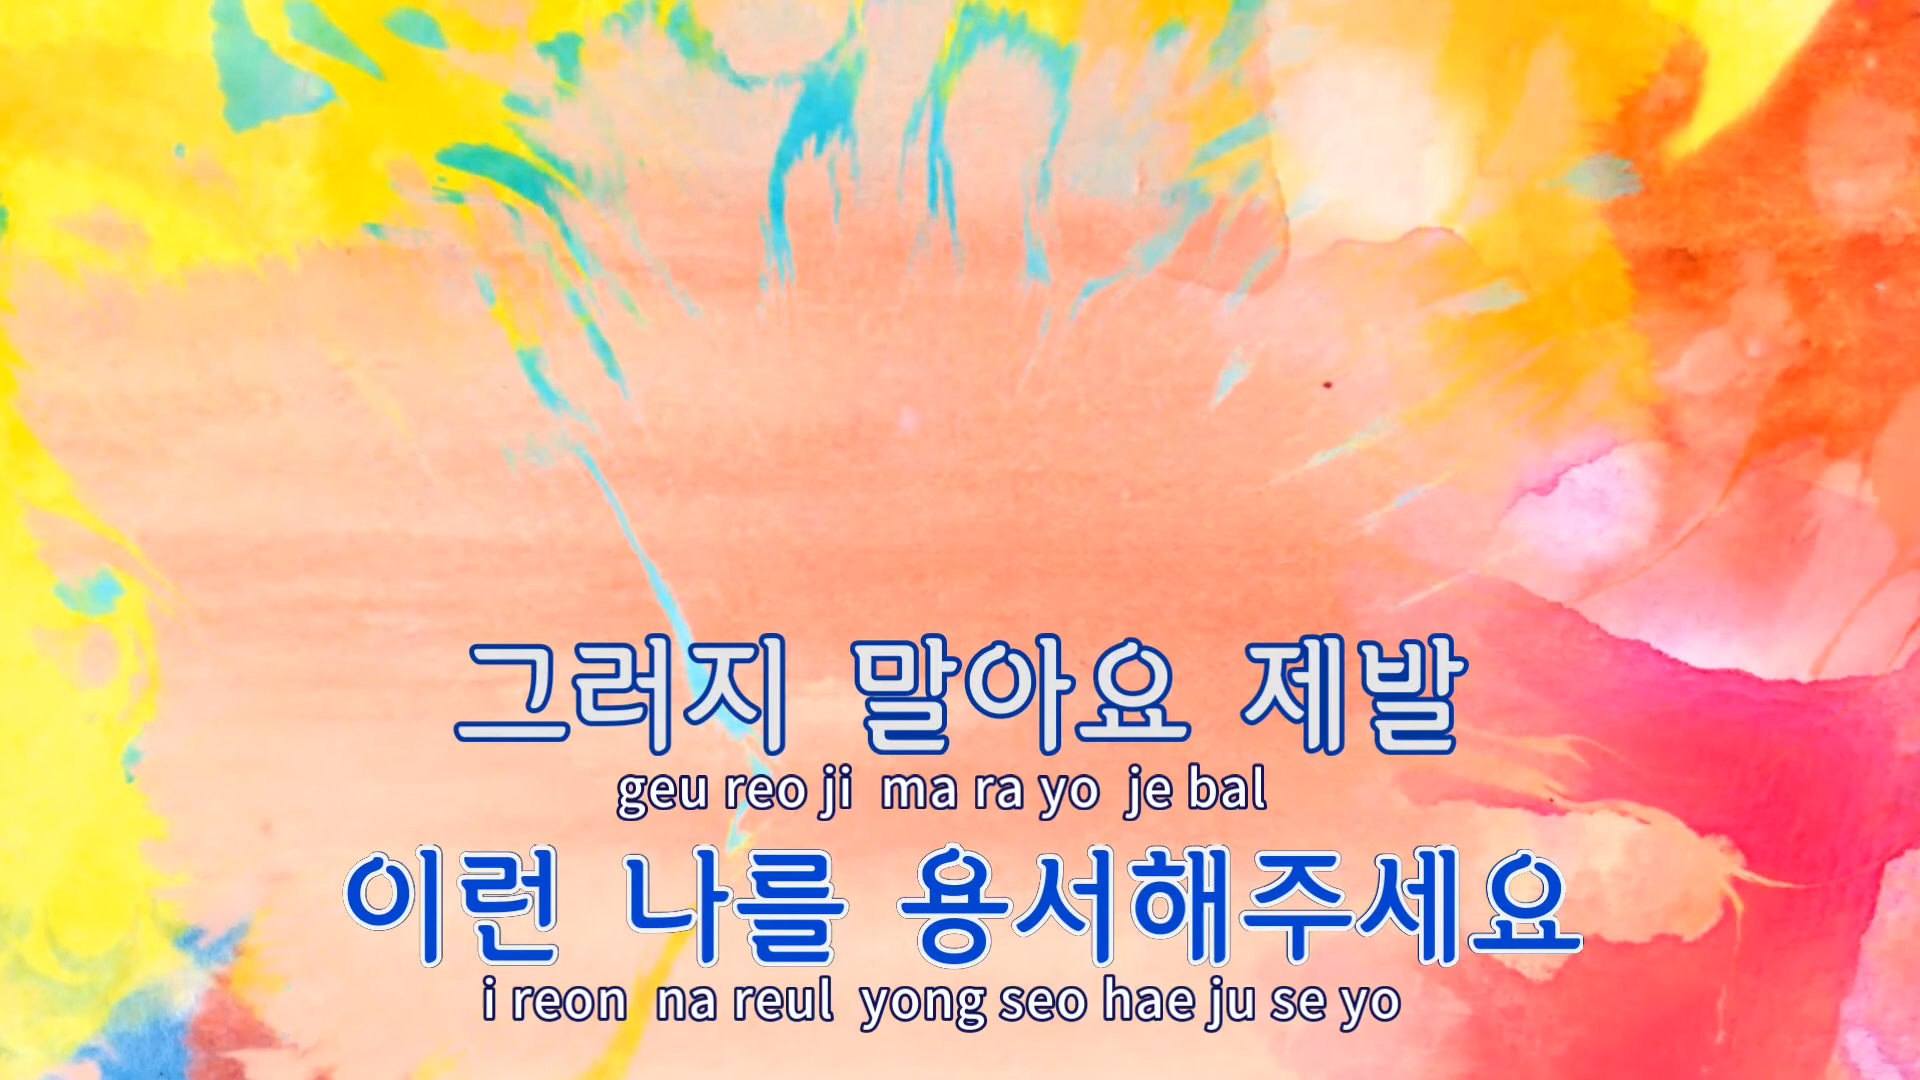 그러지 말아요 제발
geu reo ji ma ra yo je bal
이런 나를 용서해주세요
i reon na reul yong seo hae ju se yo